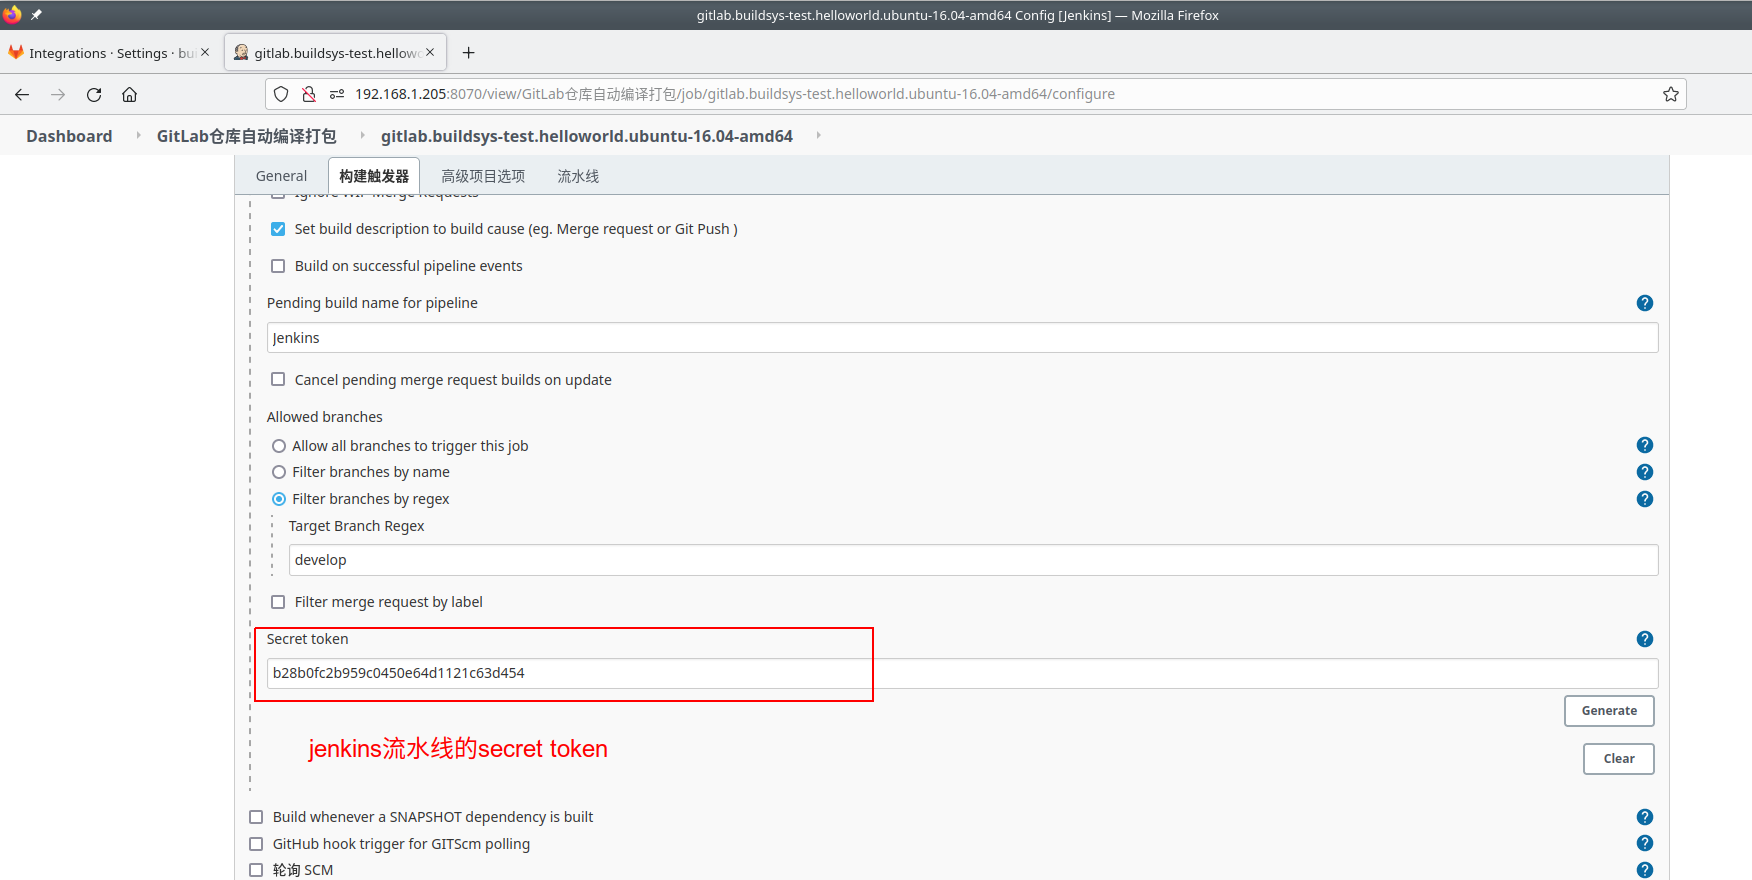 gitlab.buildsys-test.helloworld.ubuntu-16.04-amd64 Config [Jenkins] — Mozilla Firefox
Integrations · Settings · bu
gitlab.buildsys-test.hellow
192.168.1.205:8070/view/GitLab仓库自动编译打包/job/gitlab.buildsys-test.helloworld.ubuntu-16.04-amd64/configure
Dashboard
GitLab仓库自动编译打包
gitlab.buildsys-test.helloworld.ubuntu-16.04-amd64
General
构建触发器
高级项目选项
流水线
Ignore WIP Merge Requests
Set build description to build cause (eg. Merge request or Git Push )
Build on successful pipeline events
Pending build name for pipeline
Jenkins
Cancel pending merge request builds on update
Allowed branches
Allow all branches to trigger this job
Filter branches by name
Filter branches by regex
Target Branch Regex
develop
Filter merge request by label
Secret token
b28b0fc2b959c0450e64d1121c63d454
Generate
jenkins流水线的secret token
Clear
Build whenever a SNAPSHOT dependency is built
GitHub hook trigger for GITScm polling
轮询 SCM